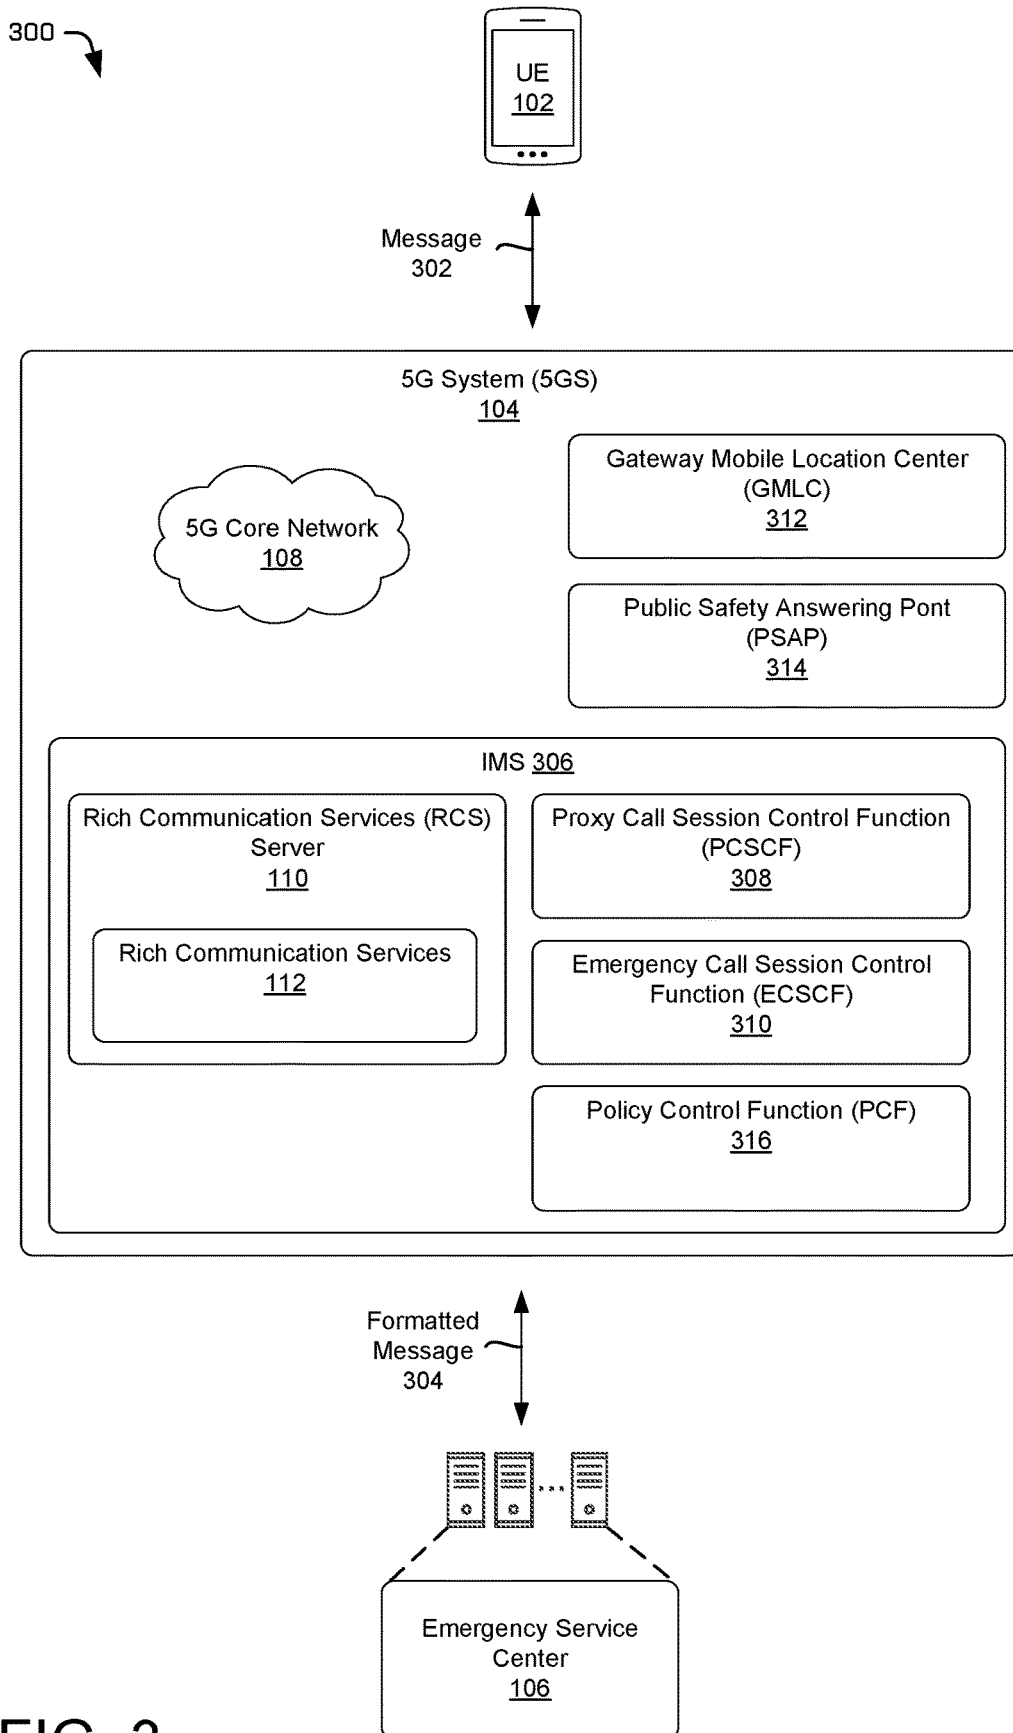 300
UE
102
Message
302
5G System (5GS)
104
Gateway Mobile Location Center
(GMLC)
312
5G Core Network
108
Public Safety Answering Pont
(PSAP)
314
IMS 306
Rich Communication Services (RCS)
Server
110
Proxy Call Session Control Function
(PCSCF)
308
Rich Communication Services
112
Emergency Call Session Control
Function (ECSCF)
310
Policy Control Function (PCF)
316
Formatted
Message
304
Emergency Service
Center
106